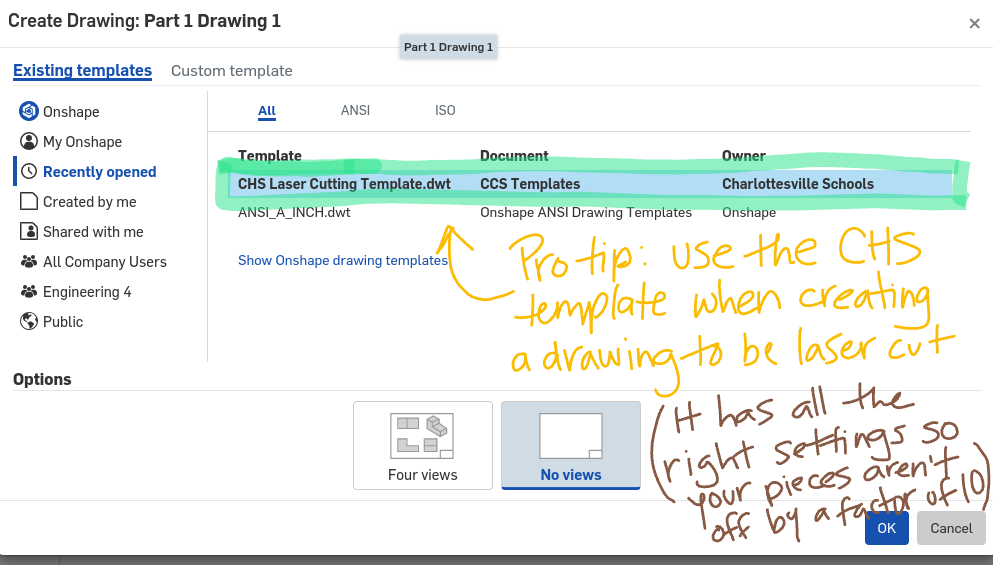 Create Drawing: Part 1 Drawing 1
×
Part 1 Drawing 1
Existing templates
Custom template
Onshape
My Onshape
Recently opened
Created by me
Shared with me
All Company Users
Engineering 4
Public
All ANSI ISO
Template Document Owner
CHS Laser Cutting Template.dwt CCS Templates Charlottesville Schools
ANSI_A_INCH.dwt Onshape ANSI Drawing Templates Onshape
Show Onshape drawing templates
Pro tip: use the CHS
template when creating
a drawing to be laser cut
Options
Four views
No views
(It has all the
right settings so
your pieces aren't
off by a factor of 10)
OK
Cancel